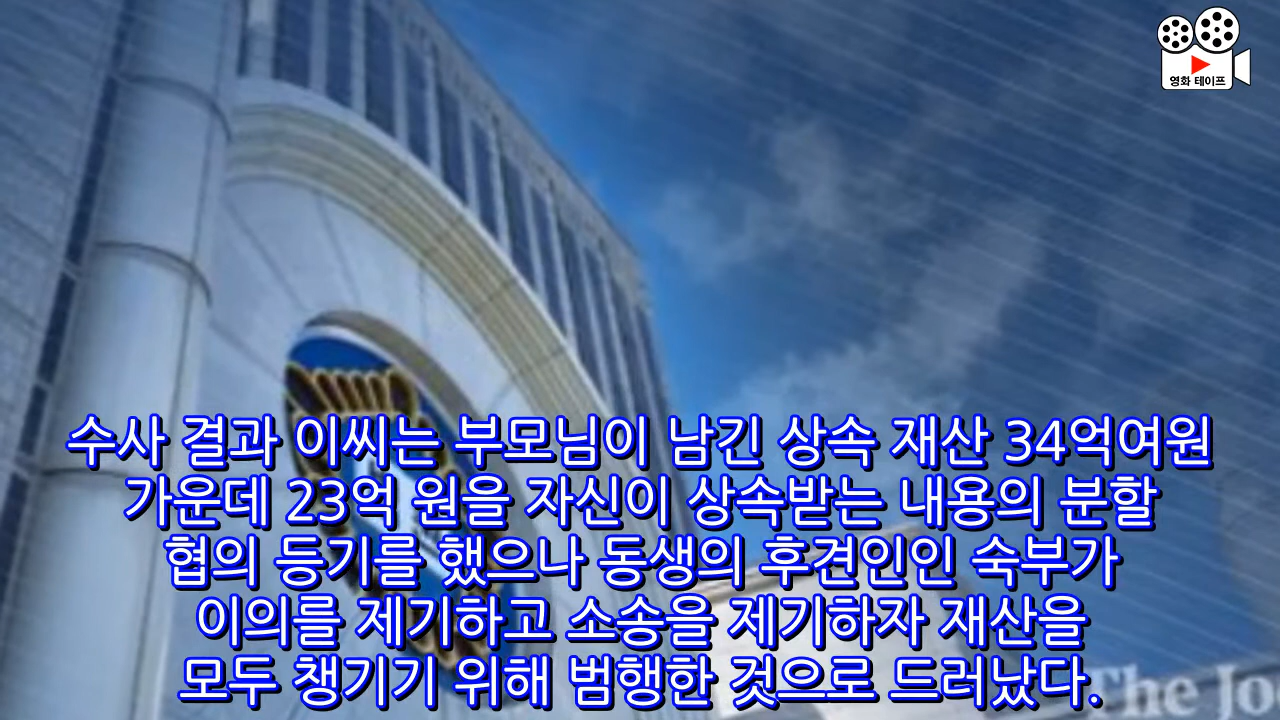 영화 테이프
수사 결과 이씨는 부모님이 남긴 상속 재산 34억여원
가운데 23억 원을 자신이 상속받는 내용의 분할
협의 등기를 했으나 동생의 후견인인 숙부가
이의를 제기하고 소송을 제기하자 재산을
모두 챙기기 위해 범행한 것으로 드러났다.
The Jo